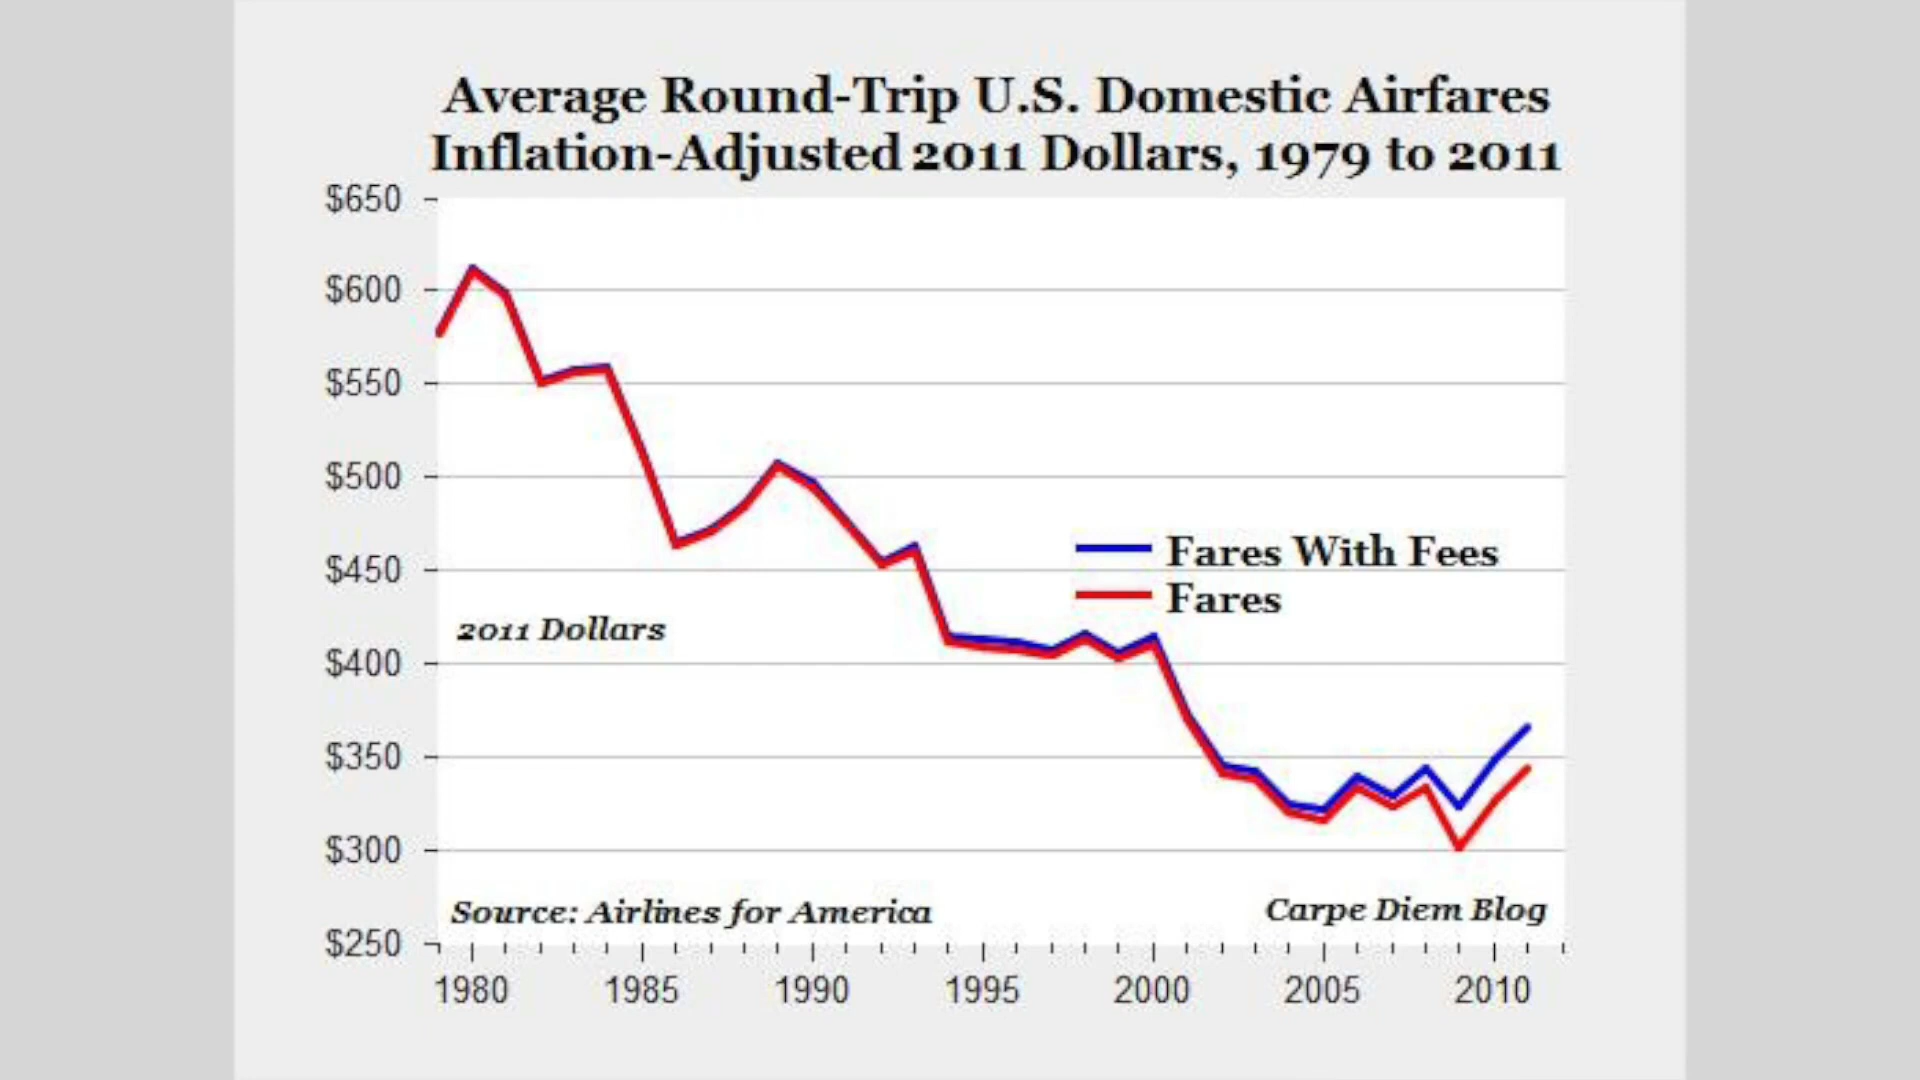 Average Round-Trip U.S. Domestic Airfares
Inflation-Adjusted 2011 Dollars, 1979 to 2011
$650
$600
$550
$500
$450
$400
$350
$300
$250
Fares With Fees
Fares
2011 Dollars
Source: Airlines for America
Carpe Diem Blog
1980 1985 1990 1995 2000 2005 2010